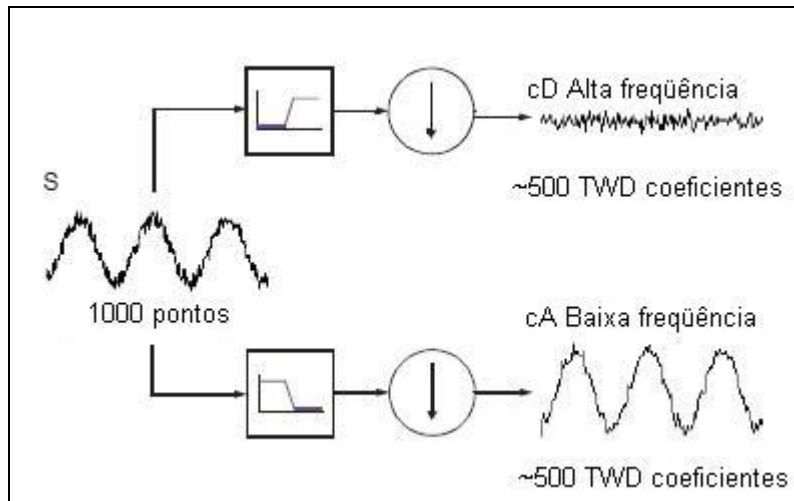 cD Alta freqüência
~500 TWD coeficientes
S
1000 pontos
cA Baixa freqüência
~500 TWD coeficientes